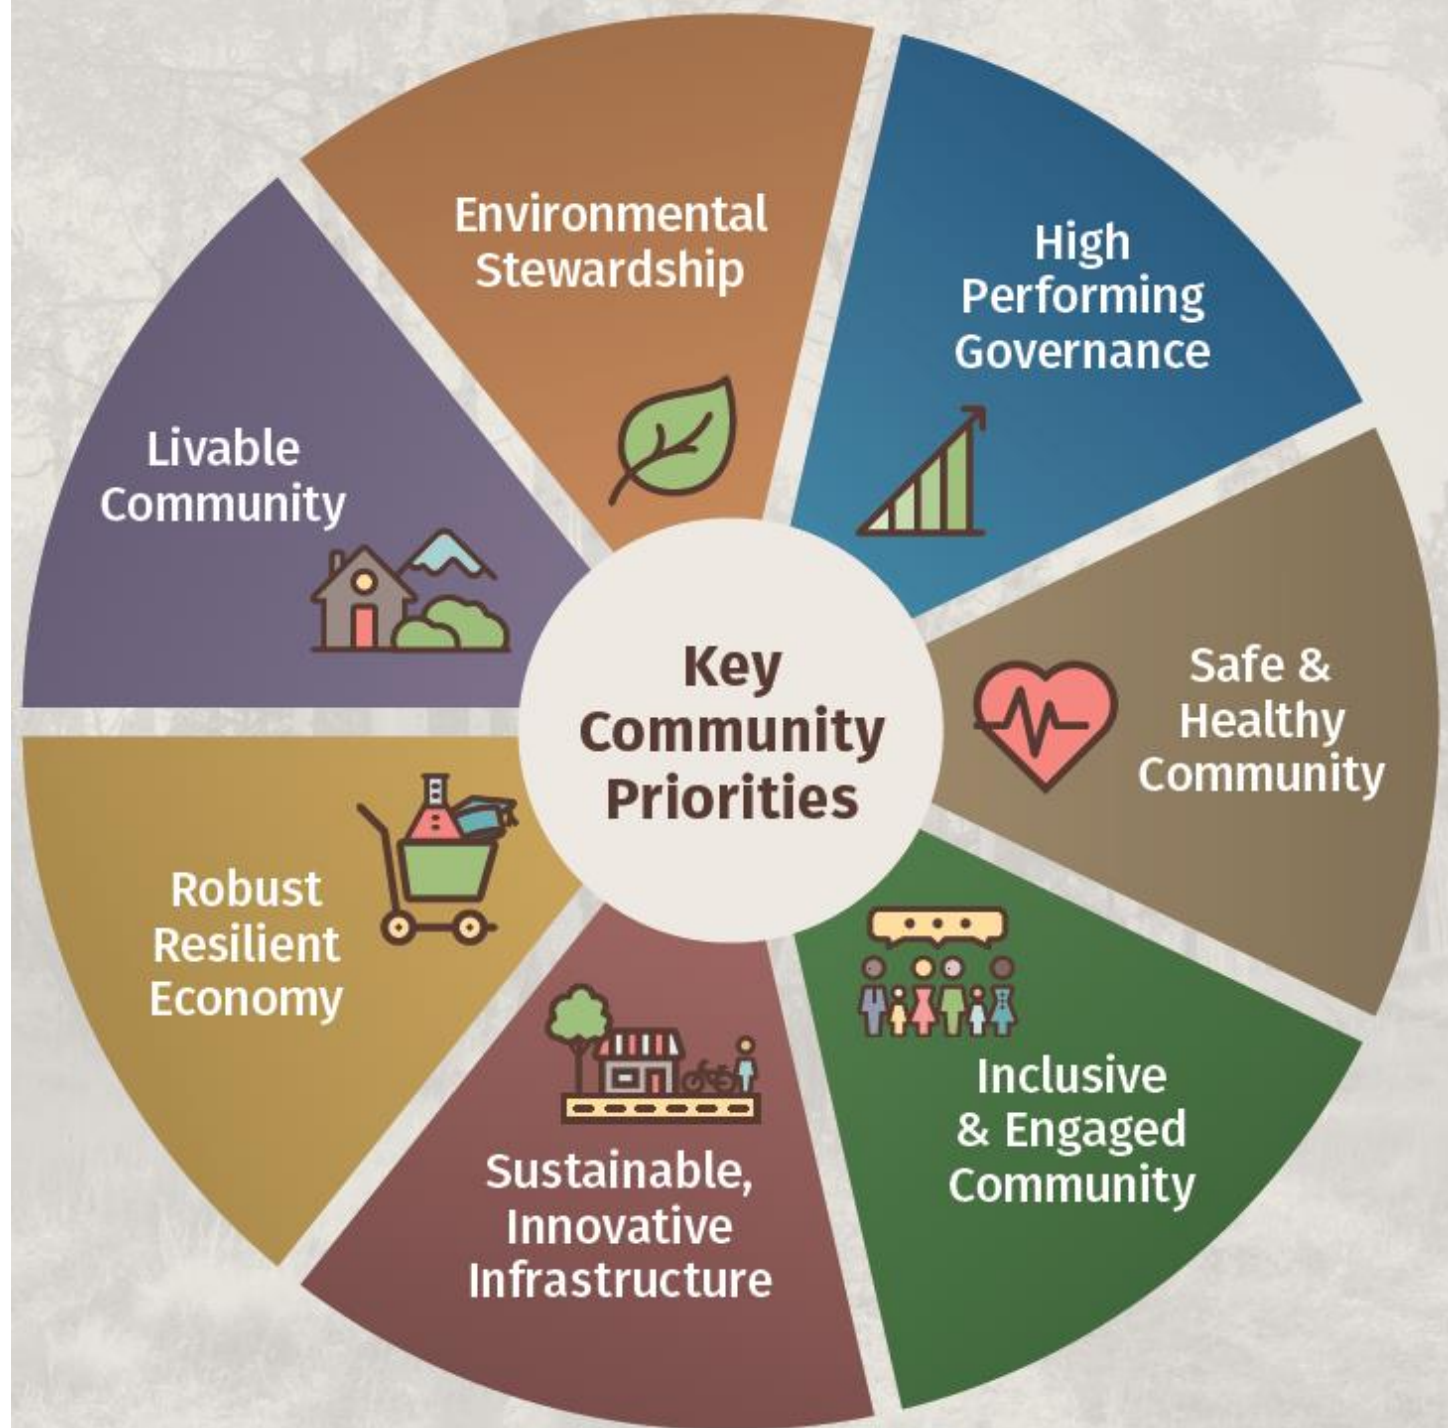 Key
Community
Priorities
Environmental
Stewardship
High
Performing
Governance
Safe &
Healthy
Community
Inclusive
& Engaged
Community
Sustainable,
Innovative
Infrastructure
Robust
Resilient
Economy
Livable
Community